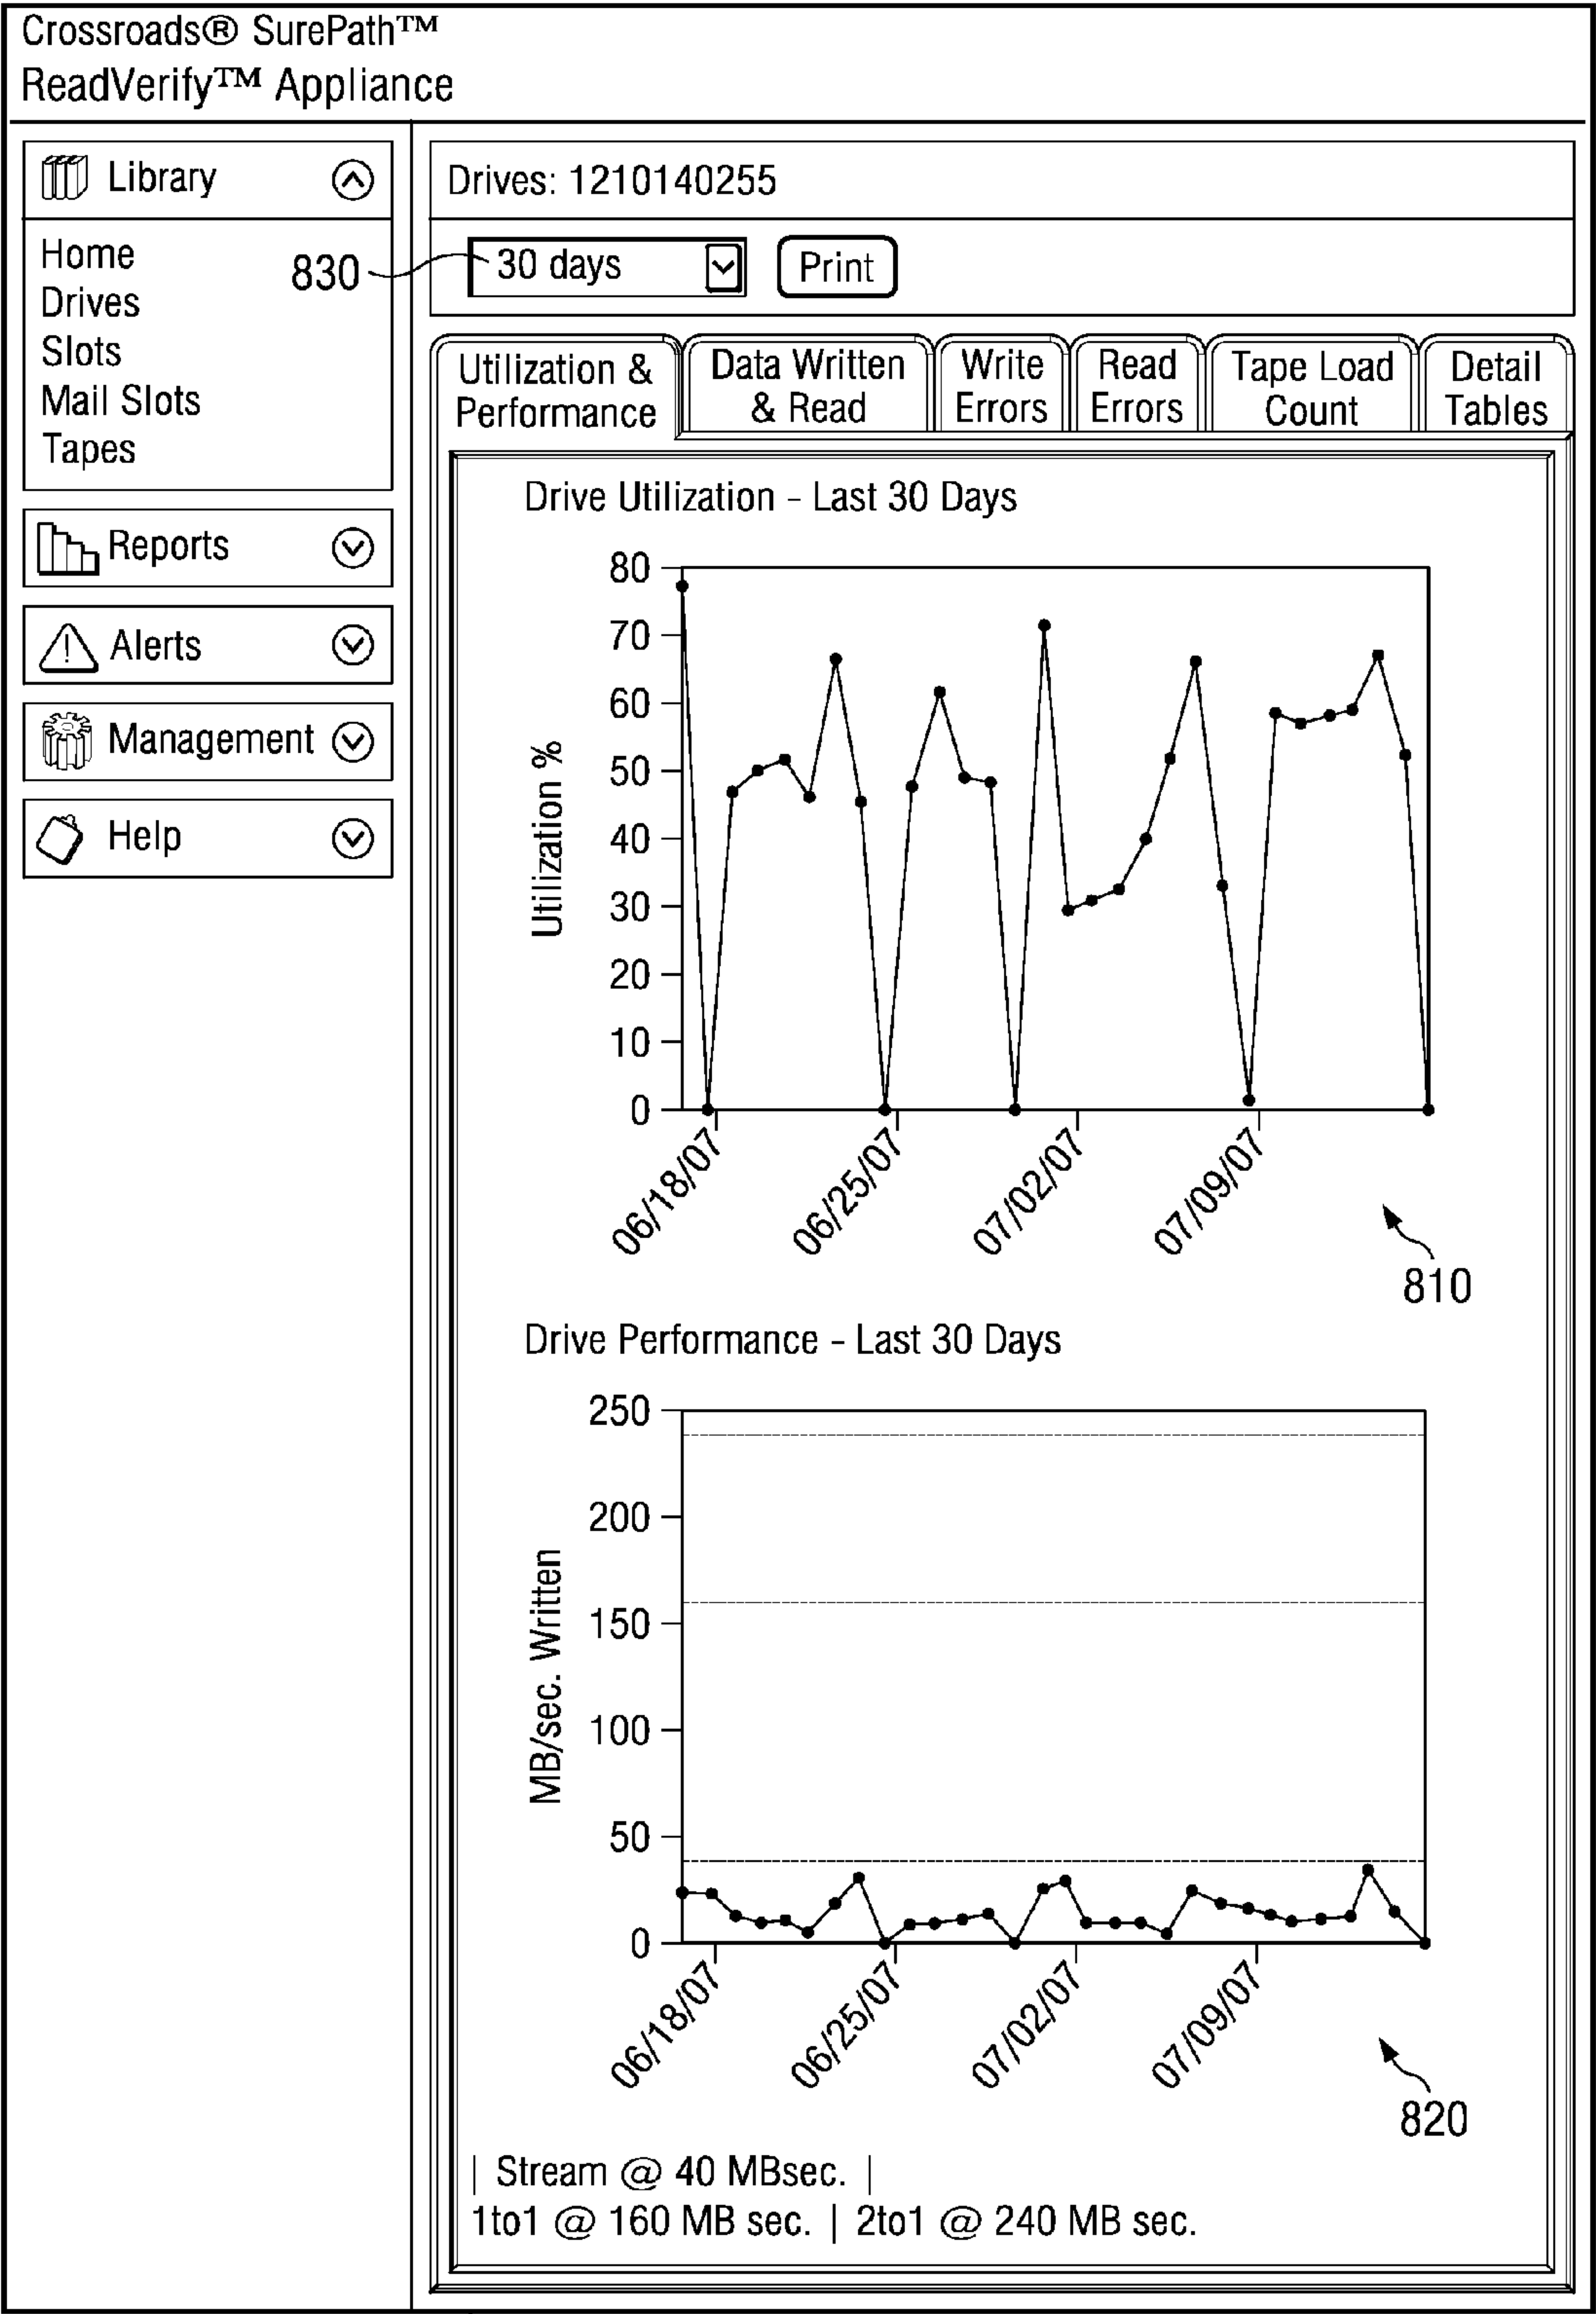 Crossroads® SurePath™
ReadVerify™ Appliance
Library
Home
Drives
Slots
Mail Slots
Tapes
Reports
Alerts
Management
Help
Drives: 1210140255
830
30 days
Print
Utilization &
Performance
Data Written
& Read
Write
Errors
Read
Errors
Tape Load
Count
Detail
Tables
Drive Utilization - Last 30 Days
Utilization %
80
70
60
50
40
30
20
10
0
06/18/07
06/25/07
07/02/07
07/09/07
810
Drive Performance - Last 30 Days
MB/sec. Written
250
200
150
100
50
0
06/18/07
06/25/07
07/02/07
07/09/07
820
| Stream @ 40 MBsec. |
1to1 @ 160 MB sec. | 2to1 @ 240 MB sec.